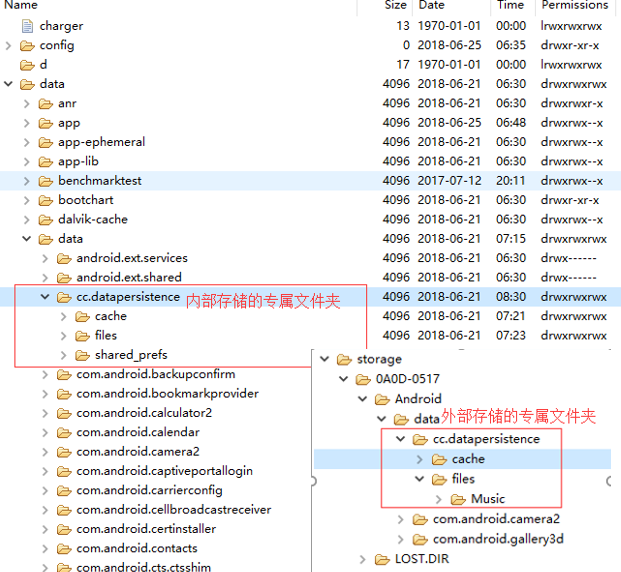 Name Size Date Time Permissions
charger 13 1970-01-01 00:00 lrwxrwxrwx
config 0 2018-06-25 06:35 drwxr-xr-x
d 17 1970-01-01 00:00 lrwxrwxrwx
data 4096 2018-06-21 06:30 drwxrwx--x
anr 4096 2018-06-21 06:30 drwxrwxr-x
app 4096 2018-06-25 06:48 drwxrwx--x
app-ephemeral 4096 2018-06-21 06:30 drwxrwx--x
app-lib 4096 2018-06-21 06:30 drwxrwx--x
benchmarktest 4096 2017-07-12 20:11 drwxrwx--x
bootchart 4096 2018-06-21 06:30 drwxr-xr-x
dalvik-cache 4096 2018-06-21 06:30 drwxrwx--x
data 4096 2018-06-21 07:15 drwxrwxrwx
android.ext.services 4096 2018-06-21 06:30 drwx------
android.ext.shared 4096 2018-06-21 06:30 drwx------
cc.datapersistence 内部存储的专属文件夹 4096 2018-06-21 08:30 drwxrwxrwx
cache 4096 2018-06-21 07:21 drwxrwxrwx
files 4096 2018-06-21 07:23 drwxrwxrwx
shared_prefs
com.android.backupconfirm
com.android.bookmarkprovider
com.android.calculator2
com.android.calendar
com.android.camera2
com.android.captiveportallogin
com.android.carrierconfig
com.android.cellbroadcastreceiver
com.android.certinstaller
com.android.contacts
com.android.cts.ctsshim
storage
0A0D-0517
Android
data 外部存储的专属文件夹
cc.datapersistence
cache
files
Music
com.android.camera2
com.android.gallery3d
LOST.DIR